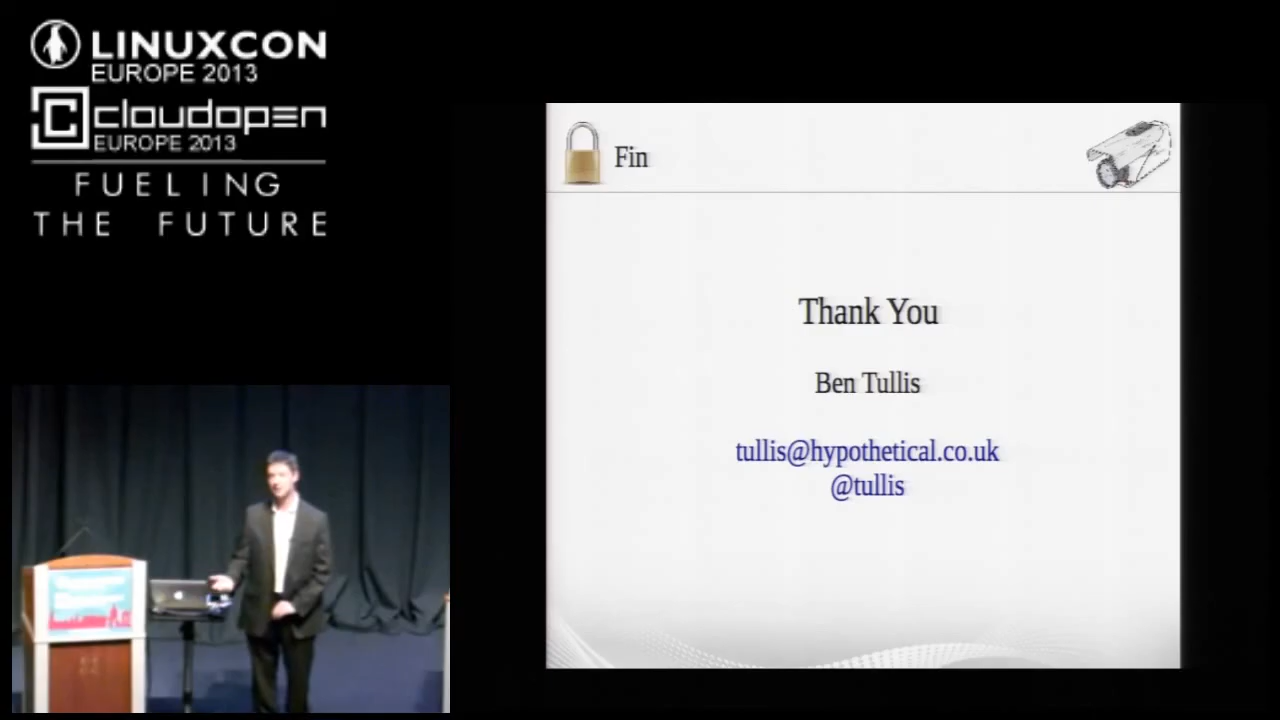 LINUXCON
EUROPE 2013
cloudopen
EUROPE 2013
FUELING
THE FUTURE
Fin
Thank You
Ben Tullis
tullis@hypothetical.co.uk
@tullis